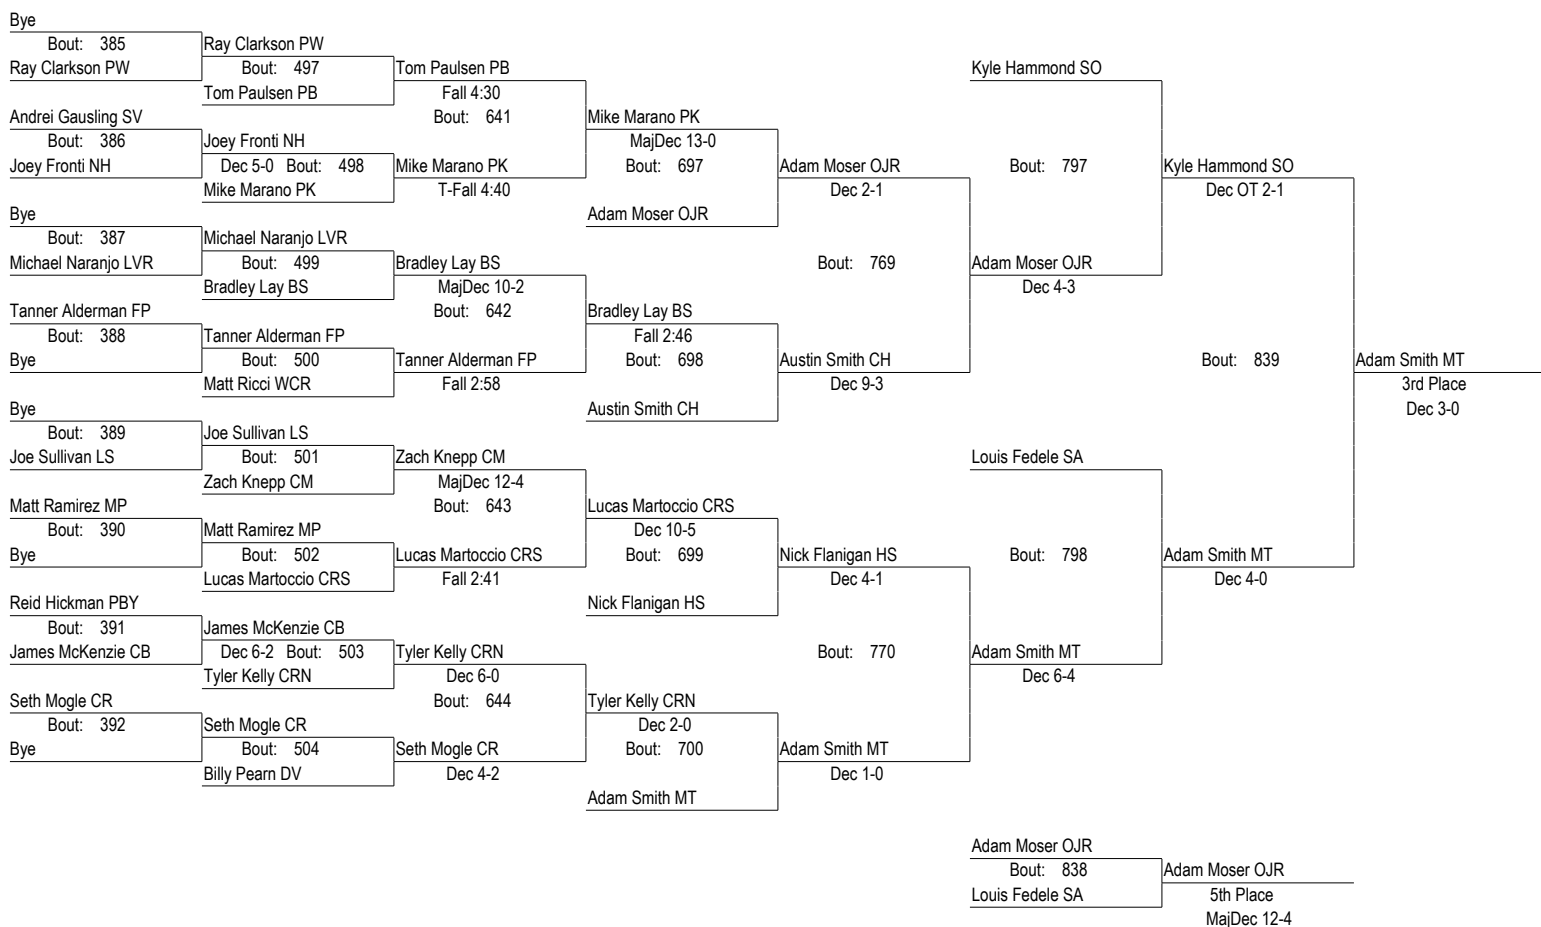 Bye
Bout: 385 Ray Clarkson PW
Ray Clarkson PW Bout: 497 Tom Paulsen PB Kyle Hammond SO
Tom Paulsen PB Fall 4:30
Andrei Gausling SV Bout: 641 Mike Marano PK
Bout: 386 Joey Fronti NH MajDec 13-0
Joey Fronti NH Dec 5-0 Bout: 498 Mike Marano PK Bout: 697 Adam Moser OJR Bout: 797 Kyle Hammond SO
Mike Marano PK T-Fall 4:40 Dec 2-1 Dec OT 2-1
Bye Adam Moser OJR
Bout: 387 Michael Naranjo LVR
Michael Naranjo LVR Bout: 499 Bradley Lay BS Bout: 769 Adam Moser OJR
Bradley Lay BS MajDec 10-2 Dec 4-3
Tanner Alderman FP Bout: 642 Bradley Lay BS
Bout: 388 Tanner Alderman FP Fall 2:46
Bye Bout: 500 Tanner Alderman FP Bout: 698 Austin Smith CH Bout: 839 Adam Smith MT
Matt Ricci WCR Fall 2:58 Dec 9-3 3rd Place
Bye Austin Smith CH Dec 3-0
Bout: 389 Joe Sullivan LS
Joe Sullivan LS Bout: 501 Zach Knepp CM Louis Fedele SA
Zach Knepp CM MajDec 12-4
Matt Ramirez MP Bout: 643 Lucas Martoccio CRS
Bout: 390 Matt Ramirez MP Dec 10-5
Bye Bout: 502 Lucas Martoccio CRS Bout: 699 Nick Flanigan HS Bout: 798 Adam Smith MT
Lucas Martoccio CRS Fall 2:41 Dec 4-1 Dec 4-0
Reid Hickman PBY Nick Flanigan HS
Bout: 391 James McKenzie CB
James McKenzie CB Dec 6-2 Bout: 503 Tyler Kelly CRN Bout: 770 Adam Smith MT
Tyler Kelly CRN Dec 6-0 Dec 6-4
Seth Mogle CR Bout: 644 Tyler Kelly CRN
Bout: 392 Seth Mogle CR Dec 2-0
Bye Bout: 504 Seth Mogle CR Bout: 700 Adam Smith MT
Billy Pearn DV Dec 4-2 Dec 1-0
Adam Smith MT
Adam Moser OJR
Bout: 838 Adam Moser OJR
Louis Fedele SA 5th Place
MajDec 12-4